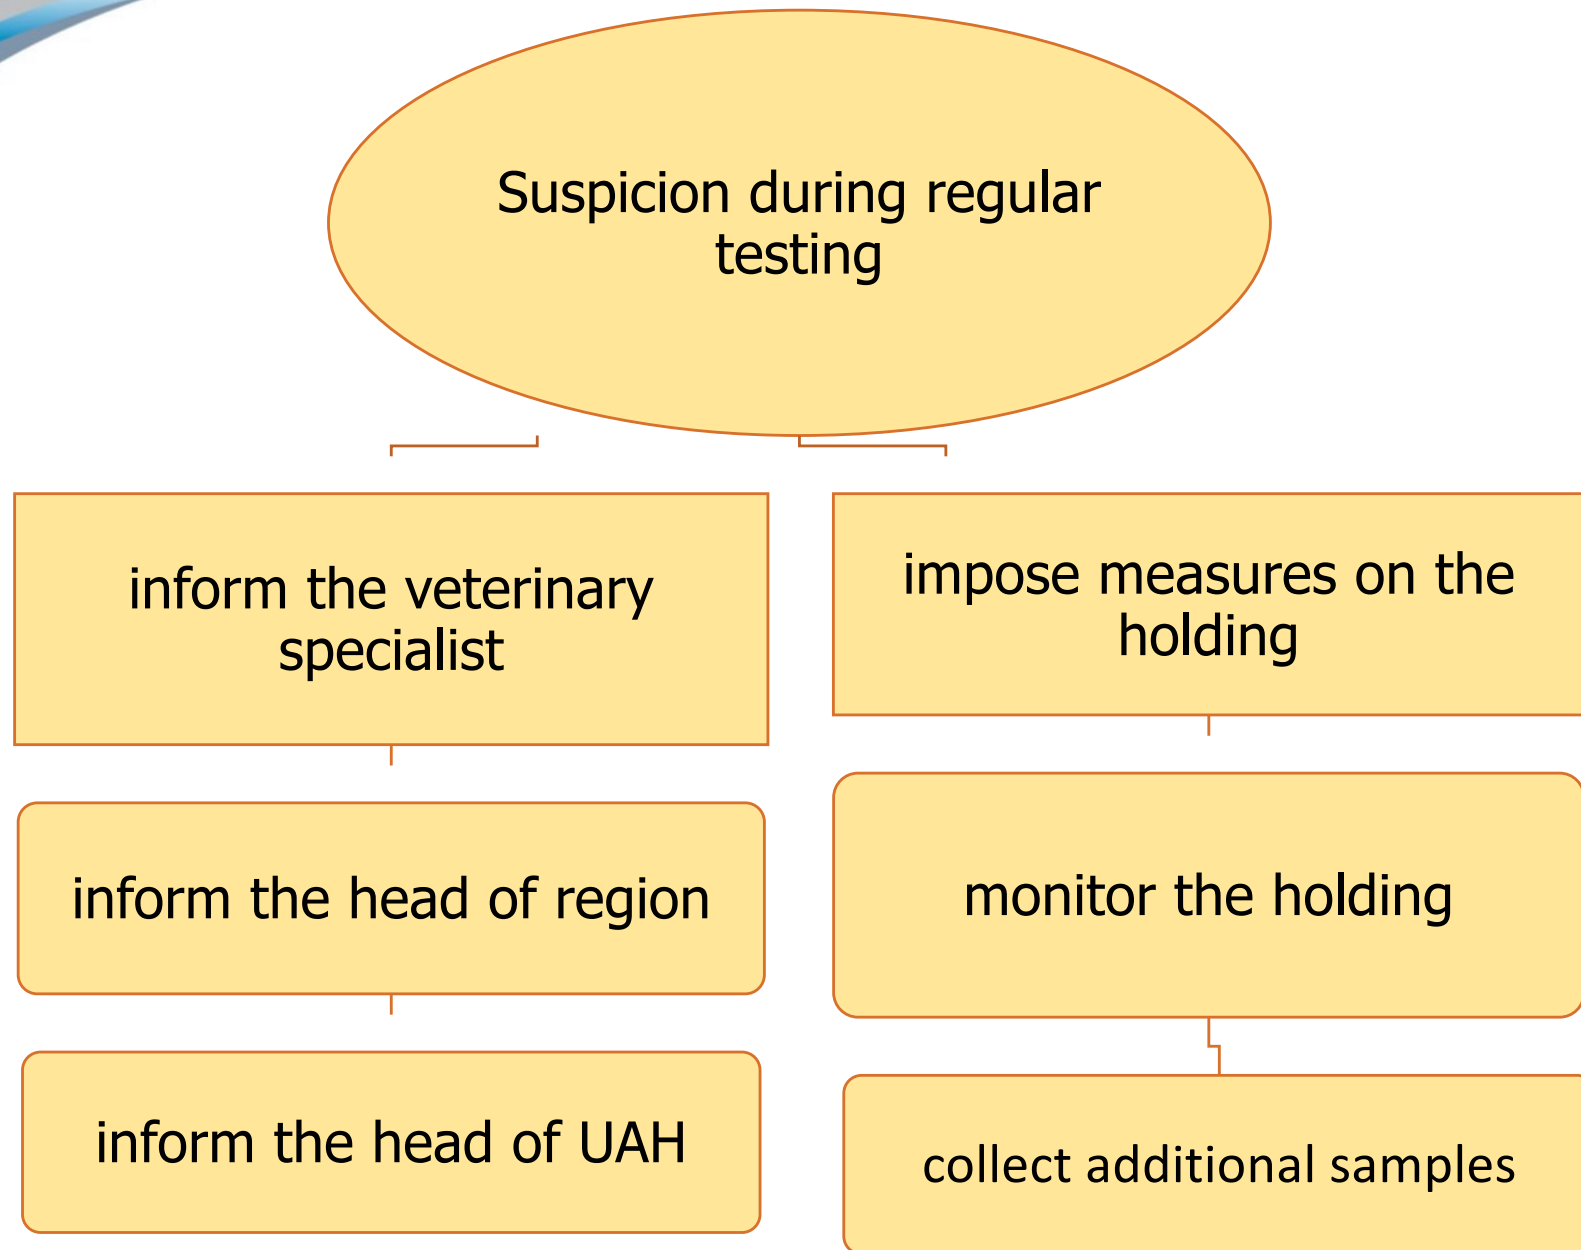 Suspicion during regular
testing
inform the veterinary
specialist
inform the head of region
inform the head of UAH
impose measures on the
holding
monitor the holding
collect additional samples